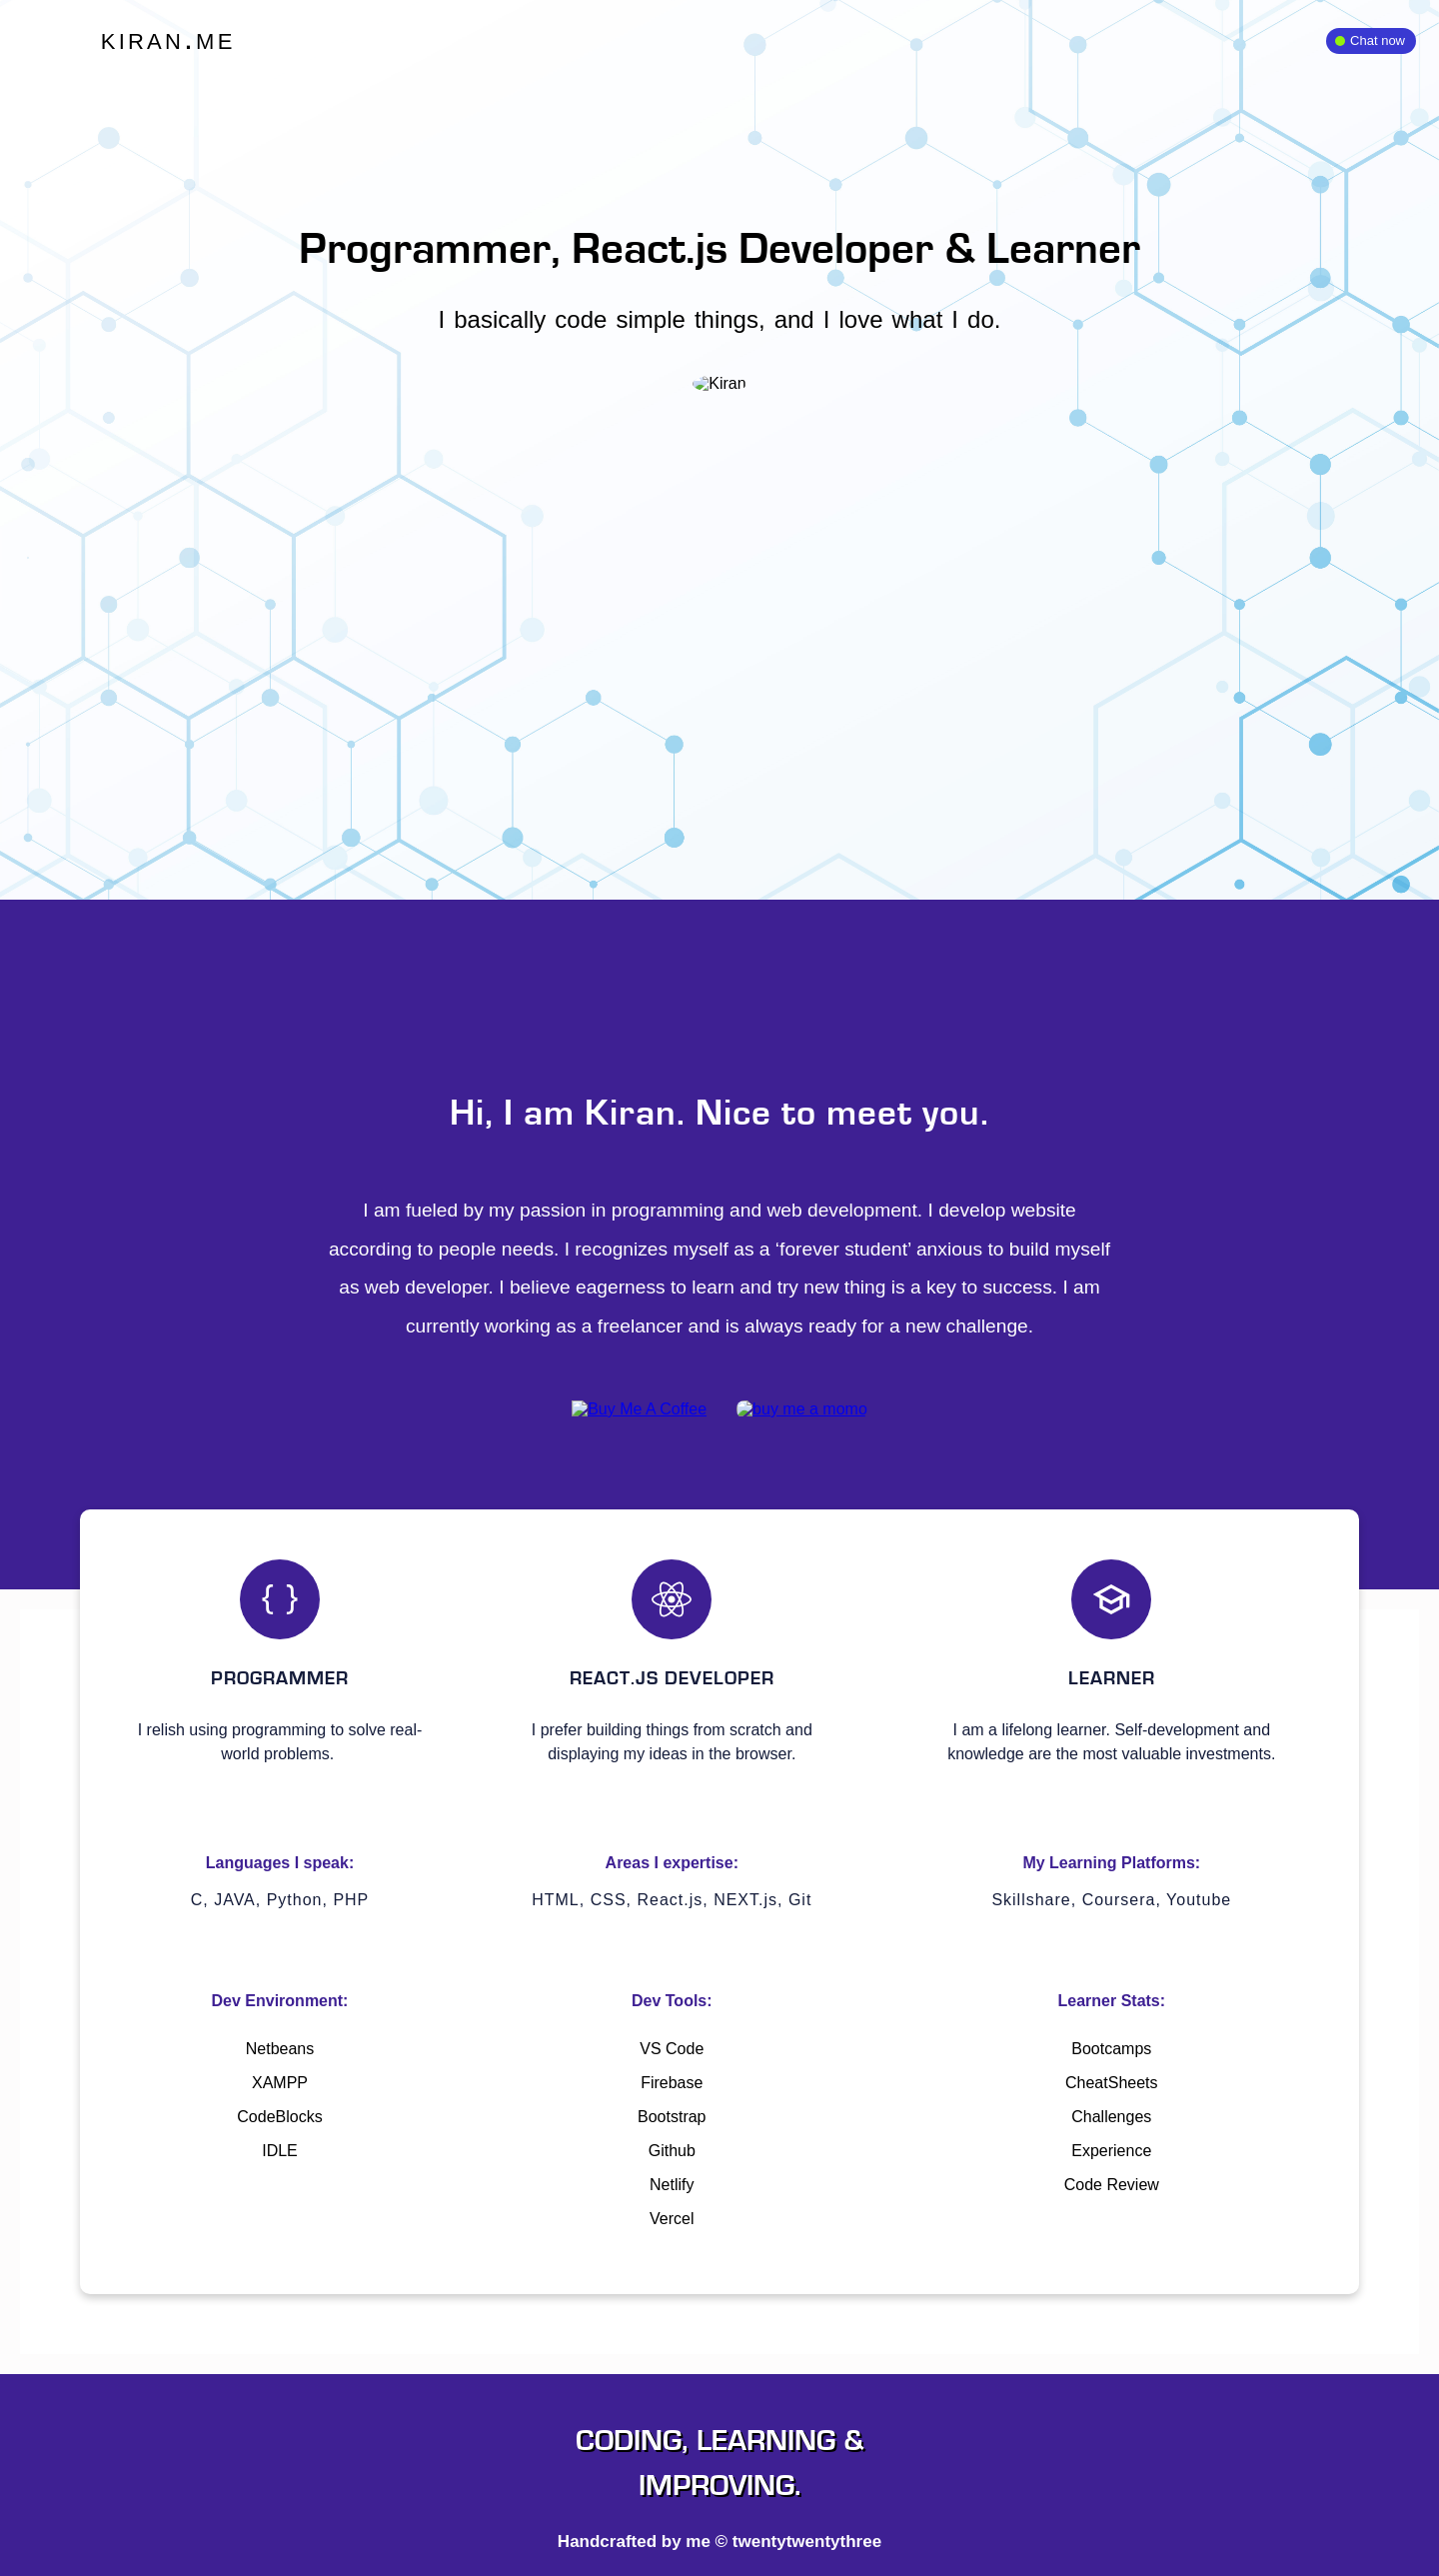 KIRAN.ME
Chat now
Programmer, React.js Developer & Learner
I basically code simple things, and I love what I do.
Kiran
Hi, I am Kiran. Nice to meet you.
I am fueled by my passion in programming and web development. I develop website
according to people needs. I recognizes myself as a ‘forever student’ anxious to build myself
as web developer. I believe eagerness to learn and try new thing is a key to success. I am
currently working as a freelancer and is always ready for a new challenge.
Buy Me A Coffee
buy me a momo
PROGRAMMER
I relish using programming to solve real-
world problems.
Languages I speak:
C, JAVA, Python, PHP
Dev Environment:
Netbeans
XAMPP
CodeBlocks
IDLE
REACT.JS DEVELOPER
I prefer building things from scratch and
displaying my ideas in the browser.
Areas I expertise:
HTML, CSS, React.js, NEXT.js, Git
Dev Tools:
VS Code
Firebase
Bootstrap
Github
Netlify
Vercel
LEARNER
I am a lifelong learner. Self-development and
knowledge are the most valuable investments.
My Learning Platforms:
Skillshare, Coursera, Youtube
Learner Stats:
Bootcamps
CheatSheets
Challenges
Experience
Code Review
CODING, LEARNING &
IMPROVING.
Handcrafted by me © twentytwentythree